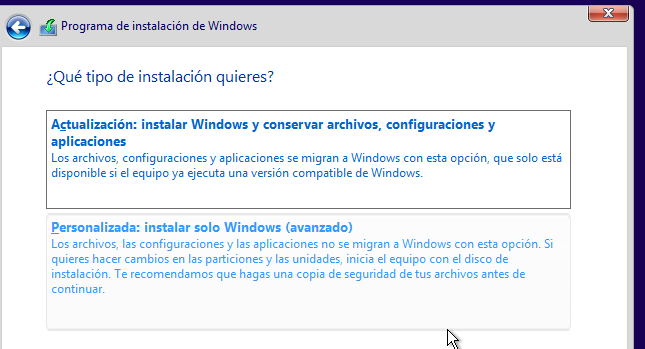 Programa de instalación de Windows
¿Qué tipo de instalación quieres?
Actualización: instalar Windows y conservar archivos, configuraciones y
aplicaciones
Los archivos, configuraciones y aplicaciones se migran a Windows con esta opción, que solo está
disponible si el equipo ya ejecuta una versión compatible de Windows.
Personalizada: instalar solo Windows (avanzado)
Los archivos, las configuraciones y las aplicaciones no se migran a Windows con esta opción. Si
quieres hacer cambios en las particiones y las unidades, inicia el equipo con el disco de
instalación. Te recomendamos que hagas una copia de seguridad de tus archivos antes de
continuar.